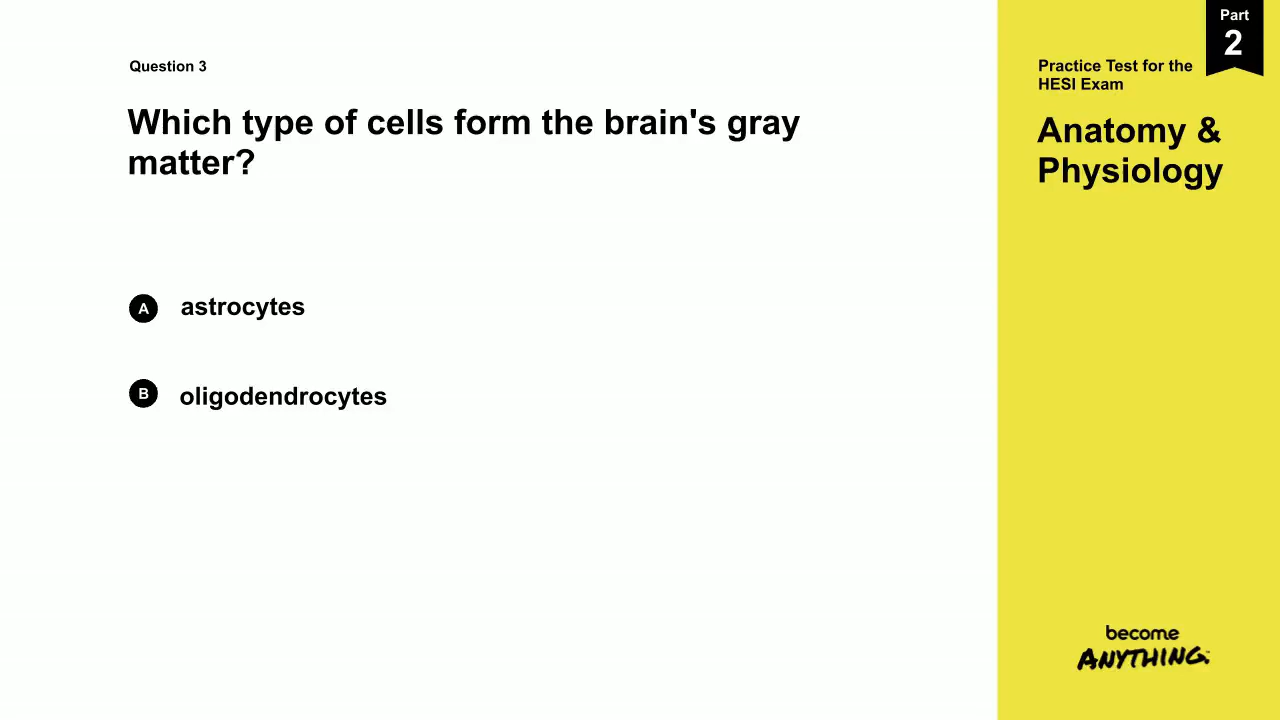 Question 3
Which type of cells form the brain's gray
matter?
A astrocytes
B oligodendrocytes
Part
2
Practice Test for the
HESI Exam
Anatomy &
Physiology
become
ANYTHING.